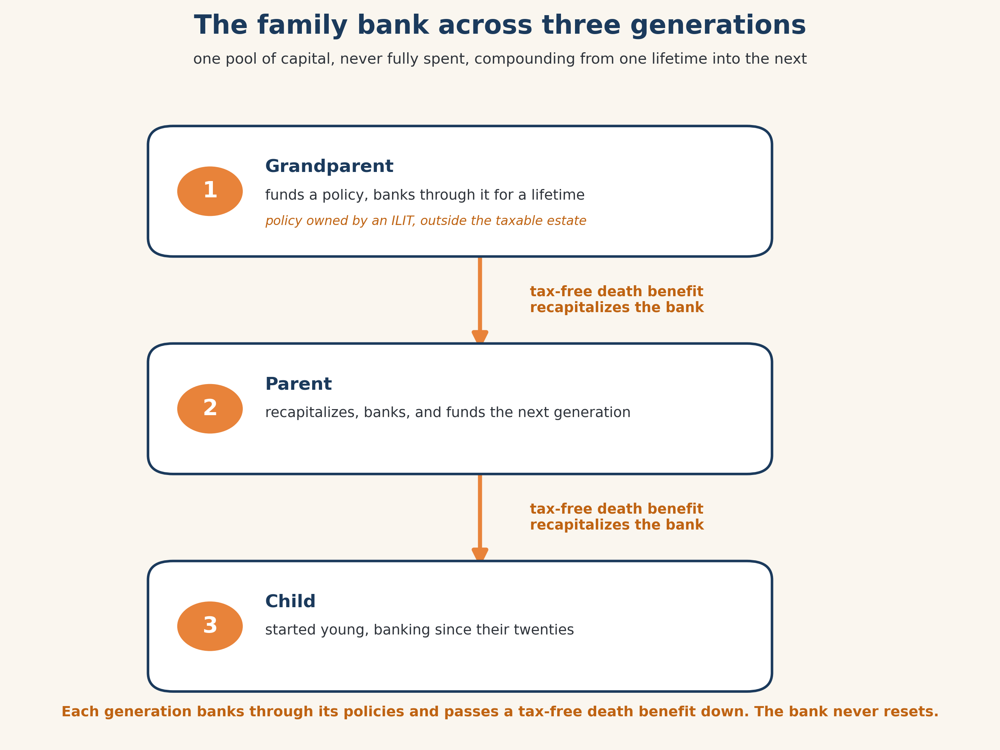 The family bank across three generations
one pool of capital, never fully spent, compounding from one lifetime into the next
1
Grandparent
funds a policy, banks through it for a lifetime
policy owned by an ILIT, outside the taxable estate
tax-free death benefit
recapitalizes the bank
2
Parent
recapitalizes, banks, and funds the next generation
tax-free death benefit
recapitalizes the bank
3
Child
started young, banking since their twenties
Each generation banks through its policies and passes a tax-free death benefit down. The bank never resets.